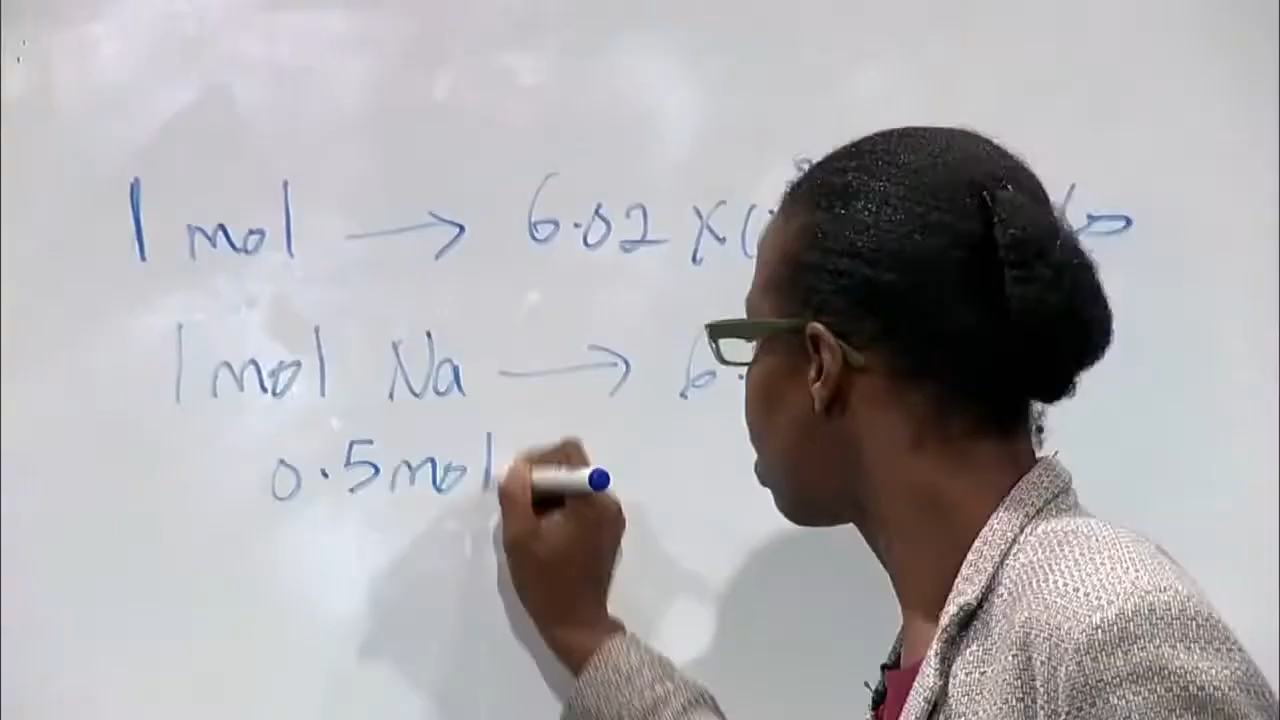 1 mol → 6.02 X
1 mol Na → 6.
0.5 mol